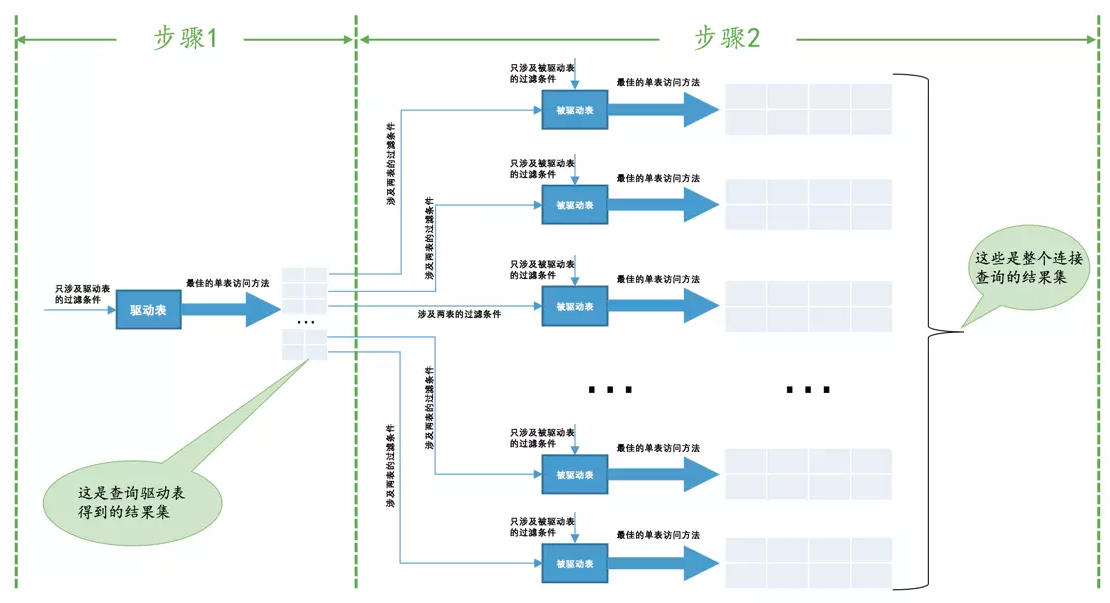 步骤1
步骤2
只涉及驱动表
的过滤条件
驱动表
最佳的单表访问方法
...
这是查询驱动表
得到的结果集
涉及两表的过滤条件
涉及两表的过滤条件
涉及两表的过滤条件
涉及两表的过滤条件
涉及两表的过滤条件
只涉及被驱动表
的过滤条件
被驱动表
最佳的单表访问方法
只涉及被驱动表
的过滤条件
被驱动表
最佳的单表访问方法
只涉及被驱动表
的过滤条件
被驱动表
最佳的单表访问方法
... ...
只涉及被驱动表
的过滤条件
被驱动表
最佳的单表访问方法
只涉及被驱动表
的过滤条件
被驱动表
最佳的单表访问方法
这些是整个连接
查询的结果集